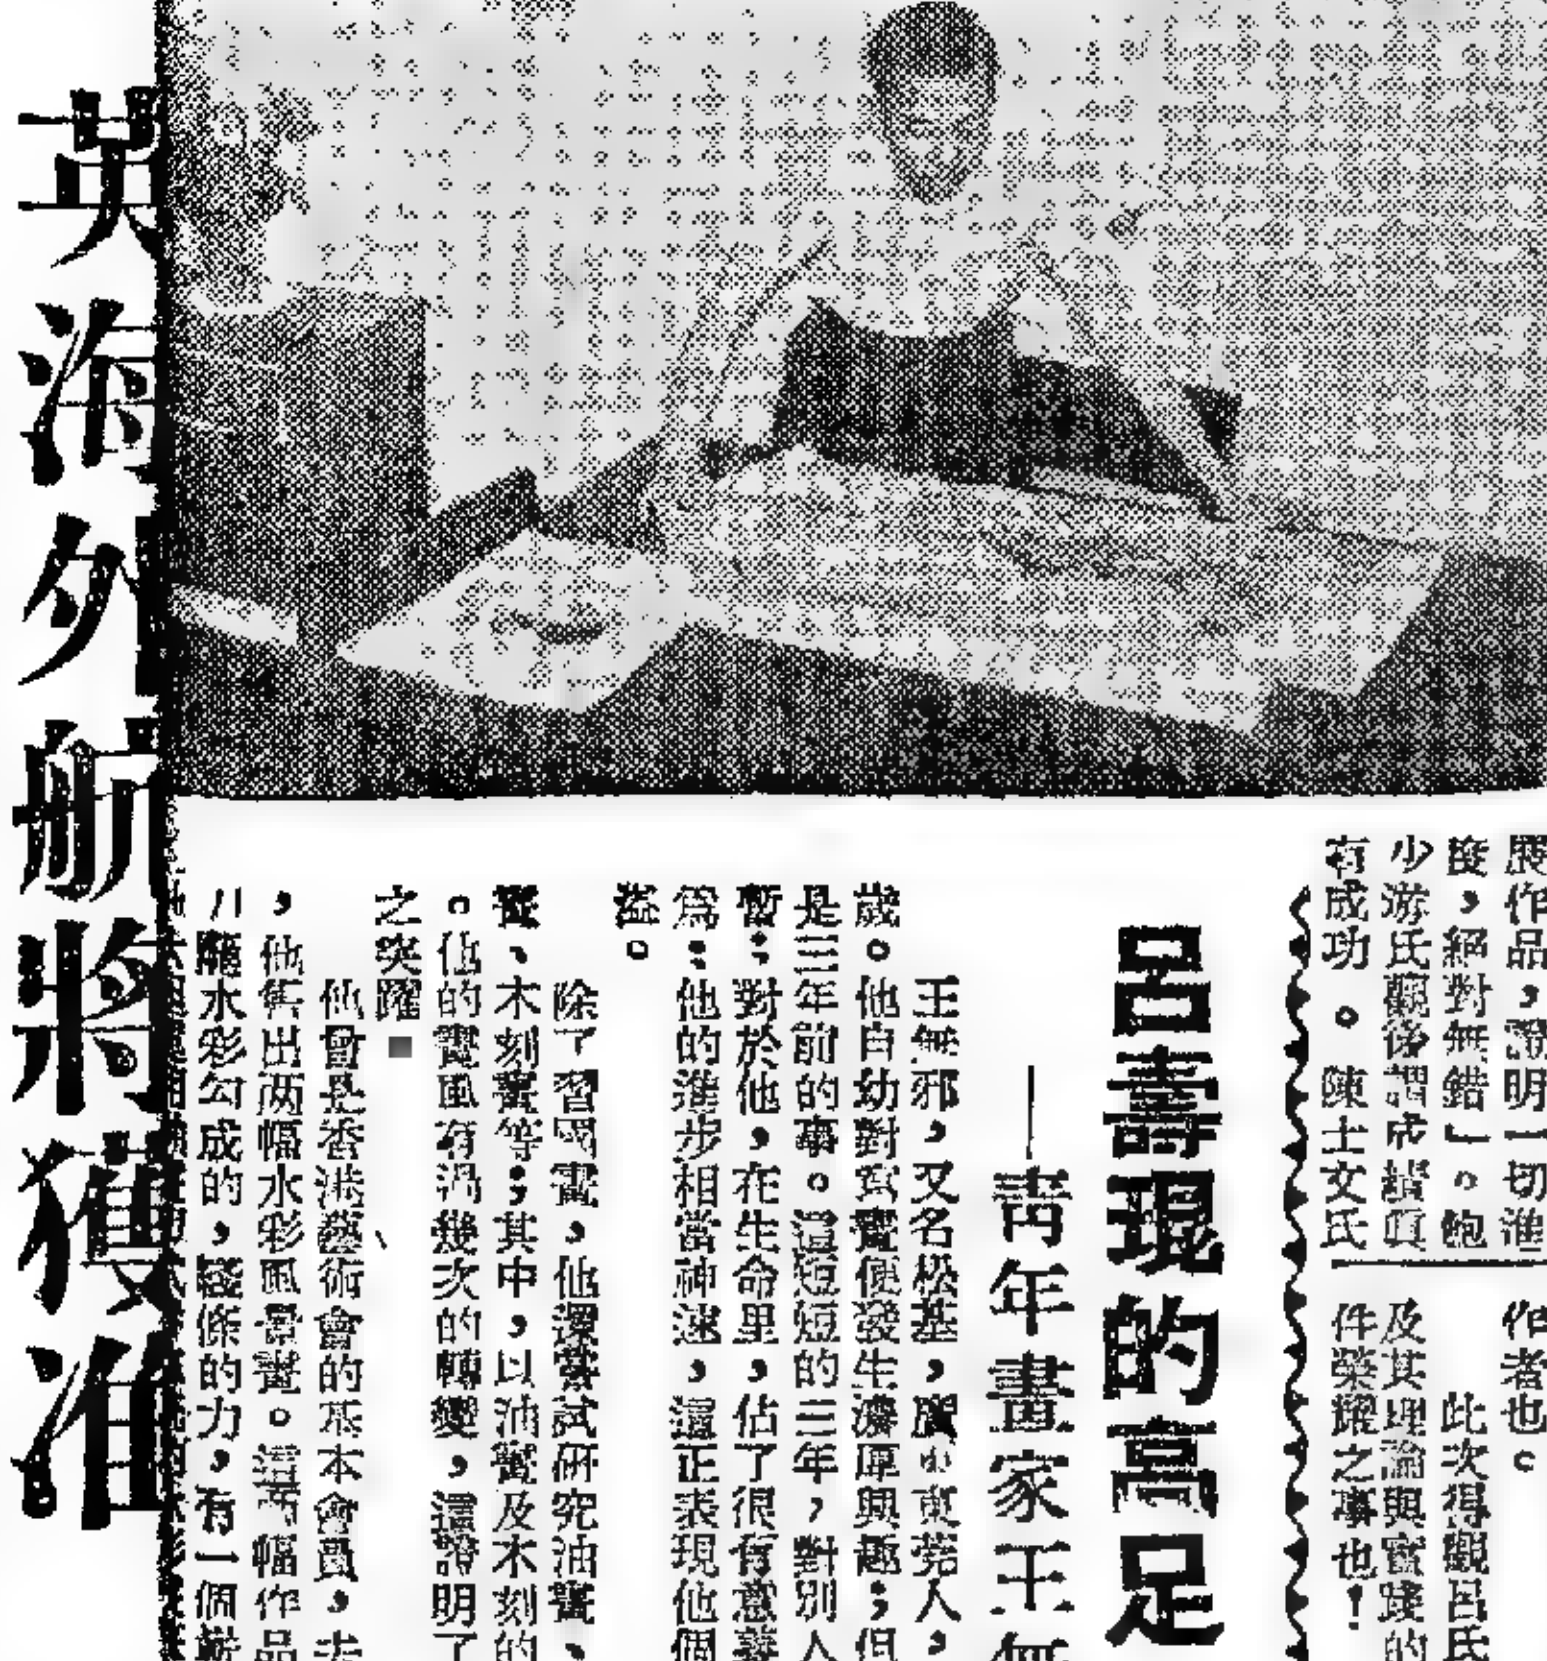 展作品，證明一切進
度，絕對無錯」。鮑
少游氏觀後謂成績眞
有成功。陳士文氏
作者也。
此次得觀呂氏
及其理論與實踐的
件榮耀之事也！
呂壽琨的高足
—靑年畫家王無
王無邪，又名松基，廣東東莞人，
歲。他自幼對寫畫便發生濃厚興趣；但
是三年前的事。這短短的三年，對別人
暫；對於他，在生命里，佔了很有意義
爲：他的進步相當神速，這正表現他個
溢。
除了習國畫，他還嘗試研究油畫、
畫、木刻畫等；其中，以油畫及木刻的
。他的畫風有過幾次的轉變，這證明了
之突躍
他曾是香港藝術會的基本會員，去
，他售出两幅水彩風景畫。這两幅作品
水彩勾成的，綫條的力，有一個嶄
英海外航將獲准